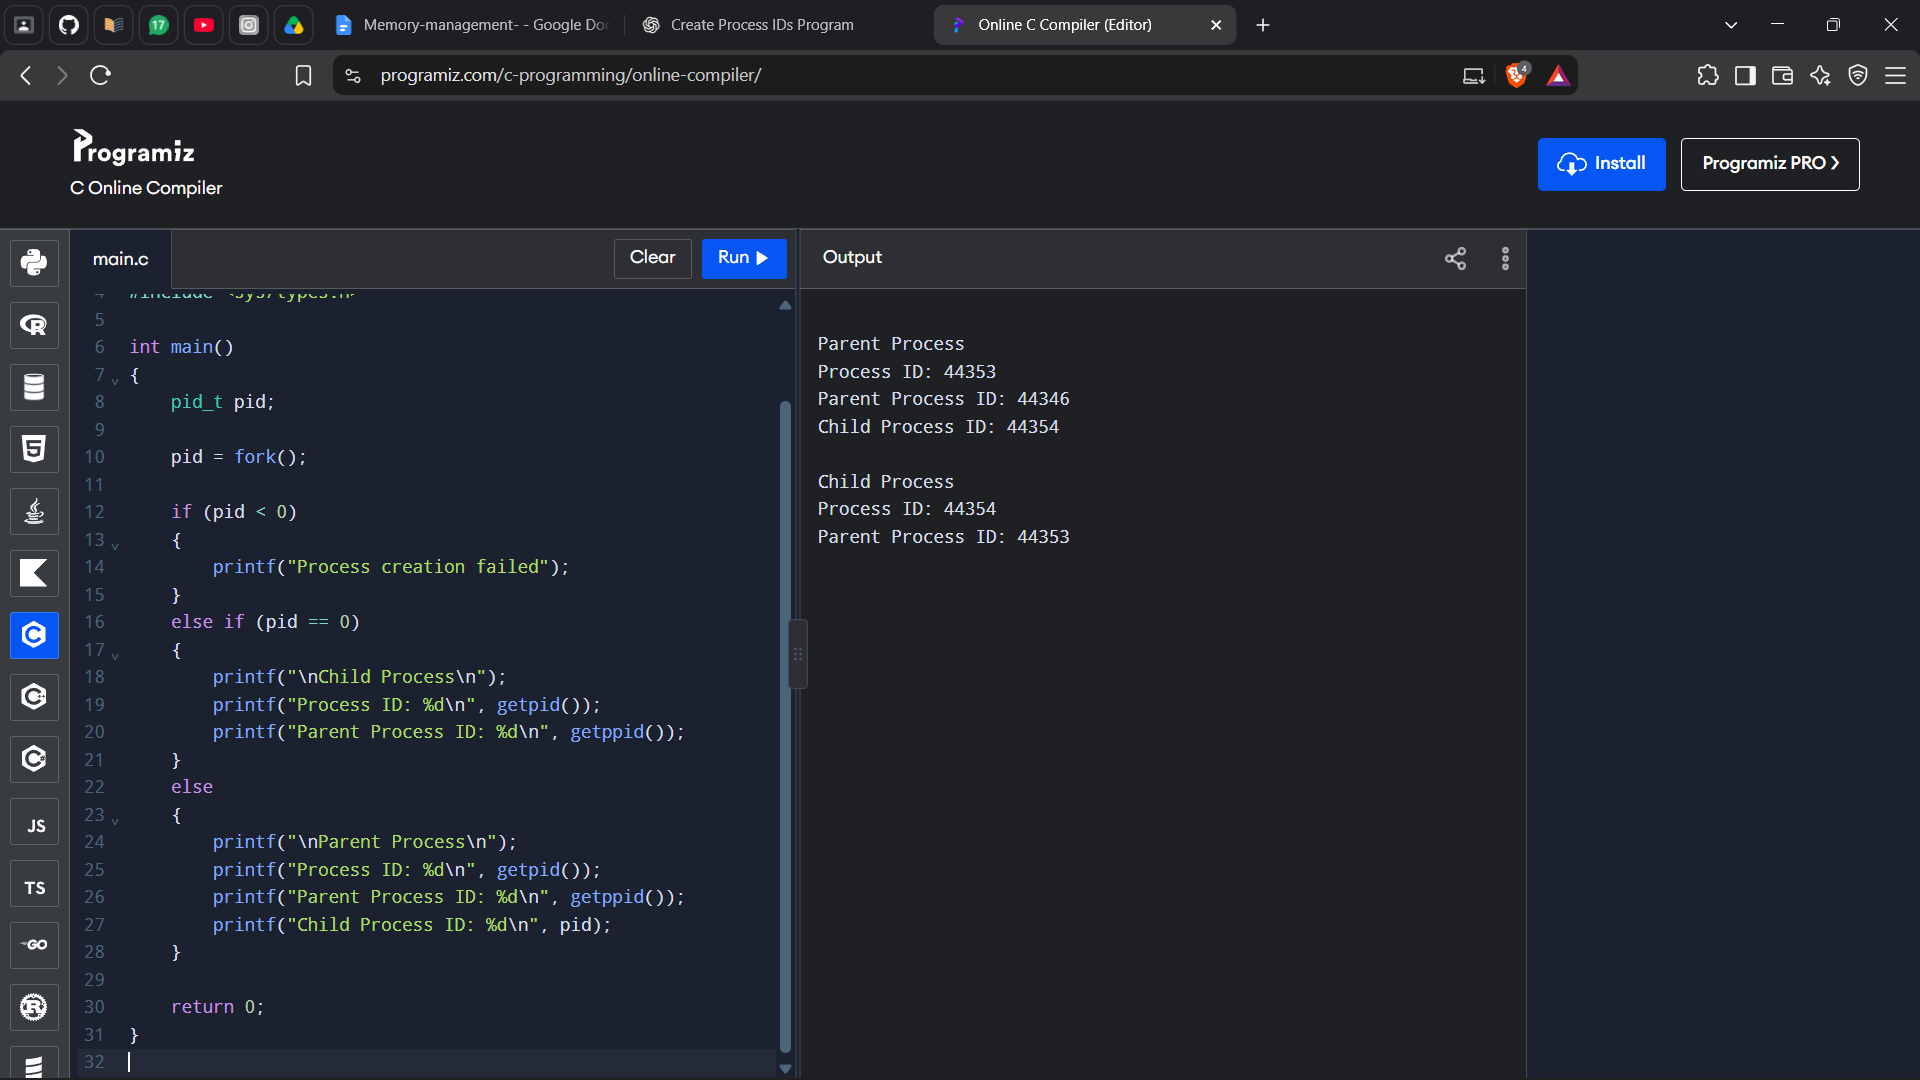 17
Memory-management- - Google Doc
Create Process IDs Program
Online C Compiler (Editor)
programiz.com/c-programming/online-compiler/
4
Programiz
C Online Compiler
Install
Programiz PRO
main.c
Clear
Run
Output
4 #include <sys/types.h>
5
6 int main()
7 {
8 pid_t pid;
9
10 pid = fork();
11
12 if (pid < 0)
13 {
14 printf("Process creation failed");
15 }
16 else if (pid == 0)
17 {
18 printf("\nChild Process\n");
19 printf("Process ID: %d\n", getpid());
20 printf("Parent Process ID: %d\n", getppid());
21 }
22 else
23 {
24 printf("\nParent Process\n");
25 printf("Process ID: %d\n", getpid());
26 printf("Parent Process ID: %d\n", getppid());
27 printf("Child Process ID: %d\n", pid);
28 }
29
30 return 0;
31 }
32
Parent Process
Process ID: 44353
Parent Process ID: 44346
Child Process ID: 44354
Child Process
Process ID: 44354
Parent Process ID: 44353
JS
TS
GO